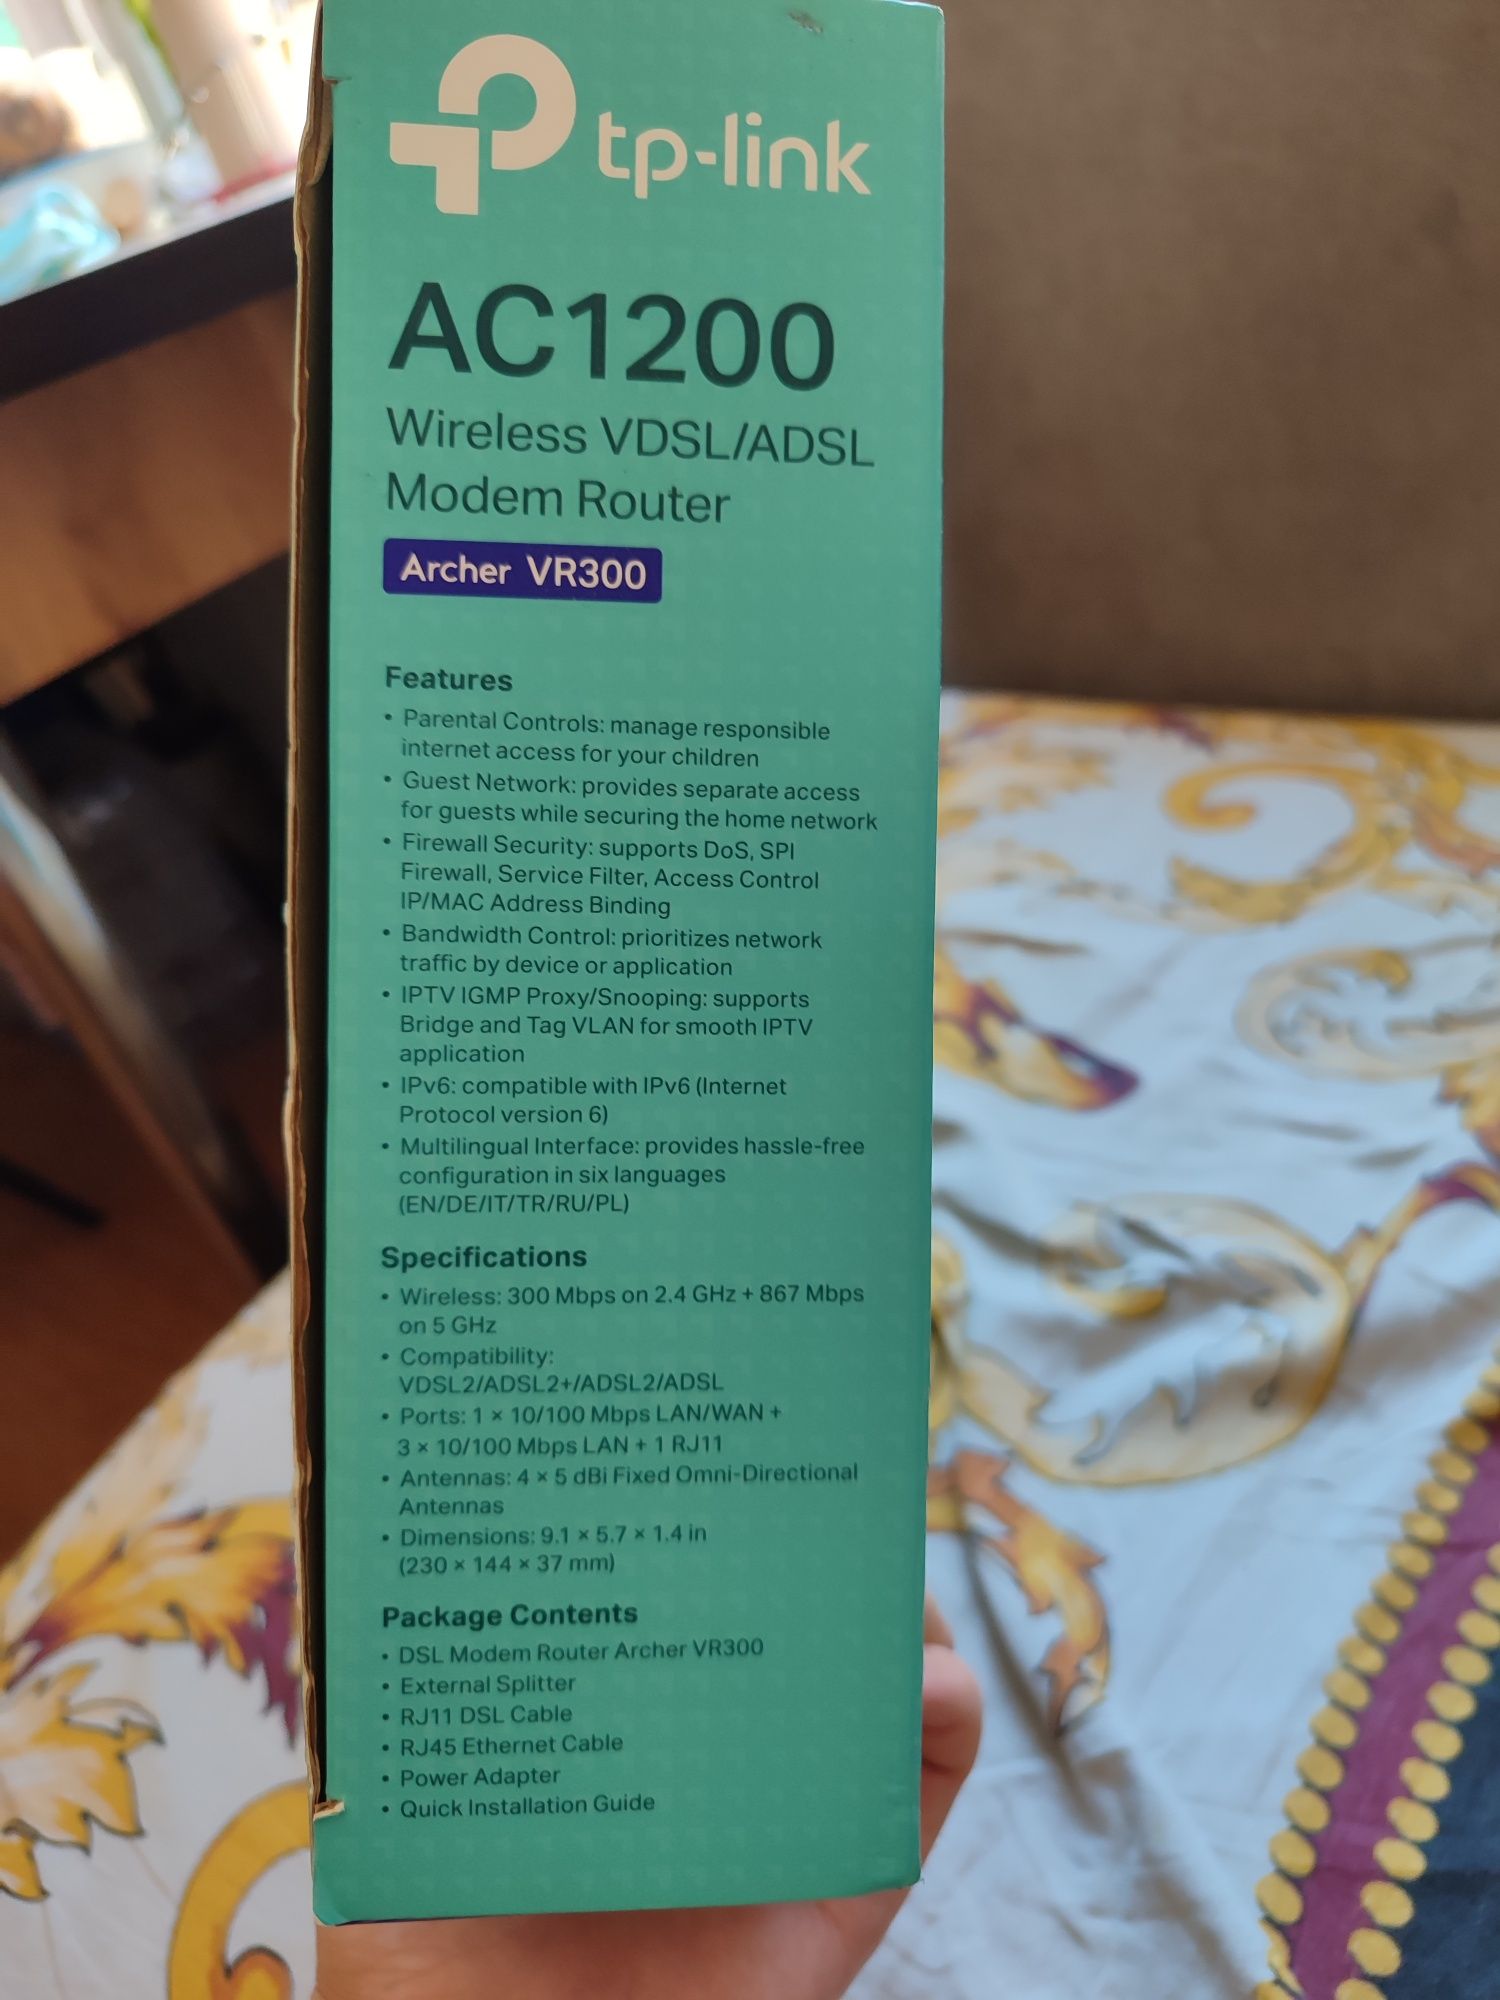 tp-link
AC1200
Wireless VDSL/ADSL
Modem Router
Archer VR300
Features
• Parental Controls: manage responsible
internet access for your children
• Guest Network: provides separate access
for guests while securing the home network
• Firewall Security: supports DoS, SPI
Firewall, Service Filter, Access Control
IP/MAC Address Binding
• Bandwidth Control: prioritizes network
traffic by device or application
• IPTV IGMP Proxy/Snooping: supports
Bridge and Tag VLAN for smooth IPTV
application
• IPv6: compatible with IPv6 (Internet
Protocol version 6)
• Multilingual Interface: provides hassle-free
configuration in six languages
(EN/DE/IT/TR/RU/PL)
Specifications
• Wireless: 300 Mbps on 2.4 GHz + 867 Mbps
on 5 GHz
• Compatibility:
VDSL2/ADSL2+/ADSL2/ADSL
• Ports: 1 × 10/100 Mbps LAN/WAN +
3 × 10/100 Mbps LAN + 1 RJ11
• Antennas: 4 × 5 dBi Fixed Omni-Directional
Antennas
• Dimensions: 9.1 × 5.7 × 1.4 in
(230 × 144 × 37 mm)
Package Contents
• DSL Modem Router Archer VR300
• External Splitter
• RJ11 DSL Cable
• RJ45 Ethernet Cable
• Power Adapter
• Quick Installation Guide